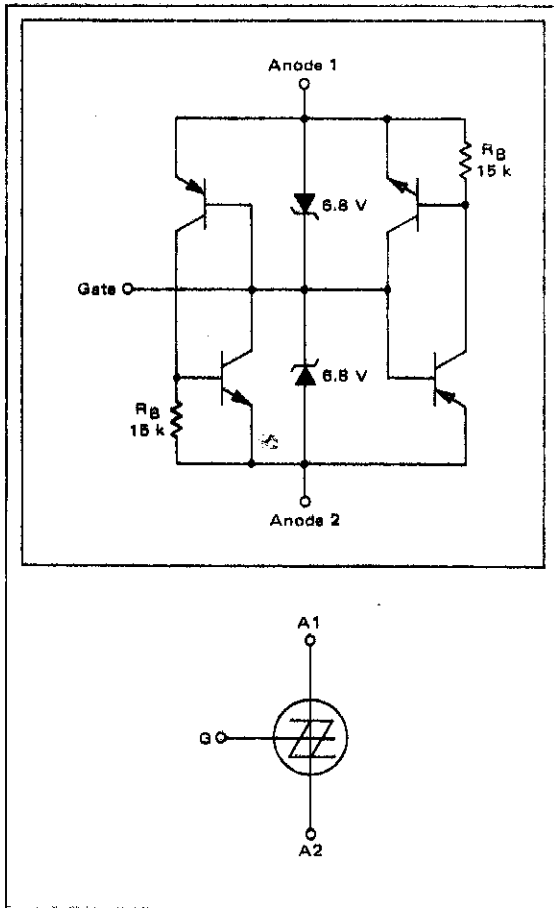 Anode 1
RB
15 k
6.8 V
Gate
6.8 V
RB
15 k
Anode 2
A1
G
A2